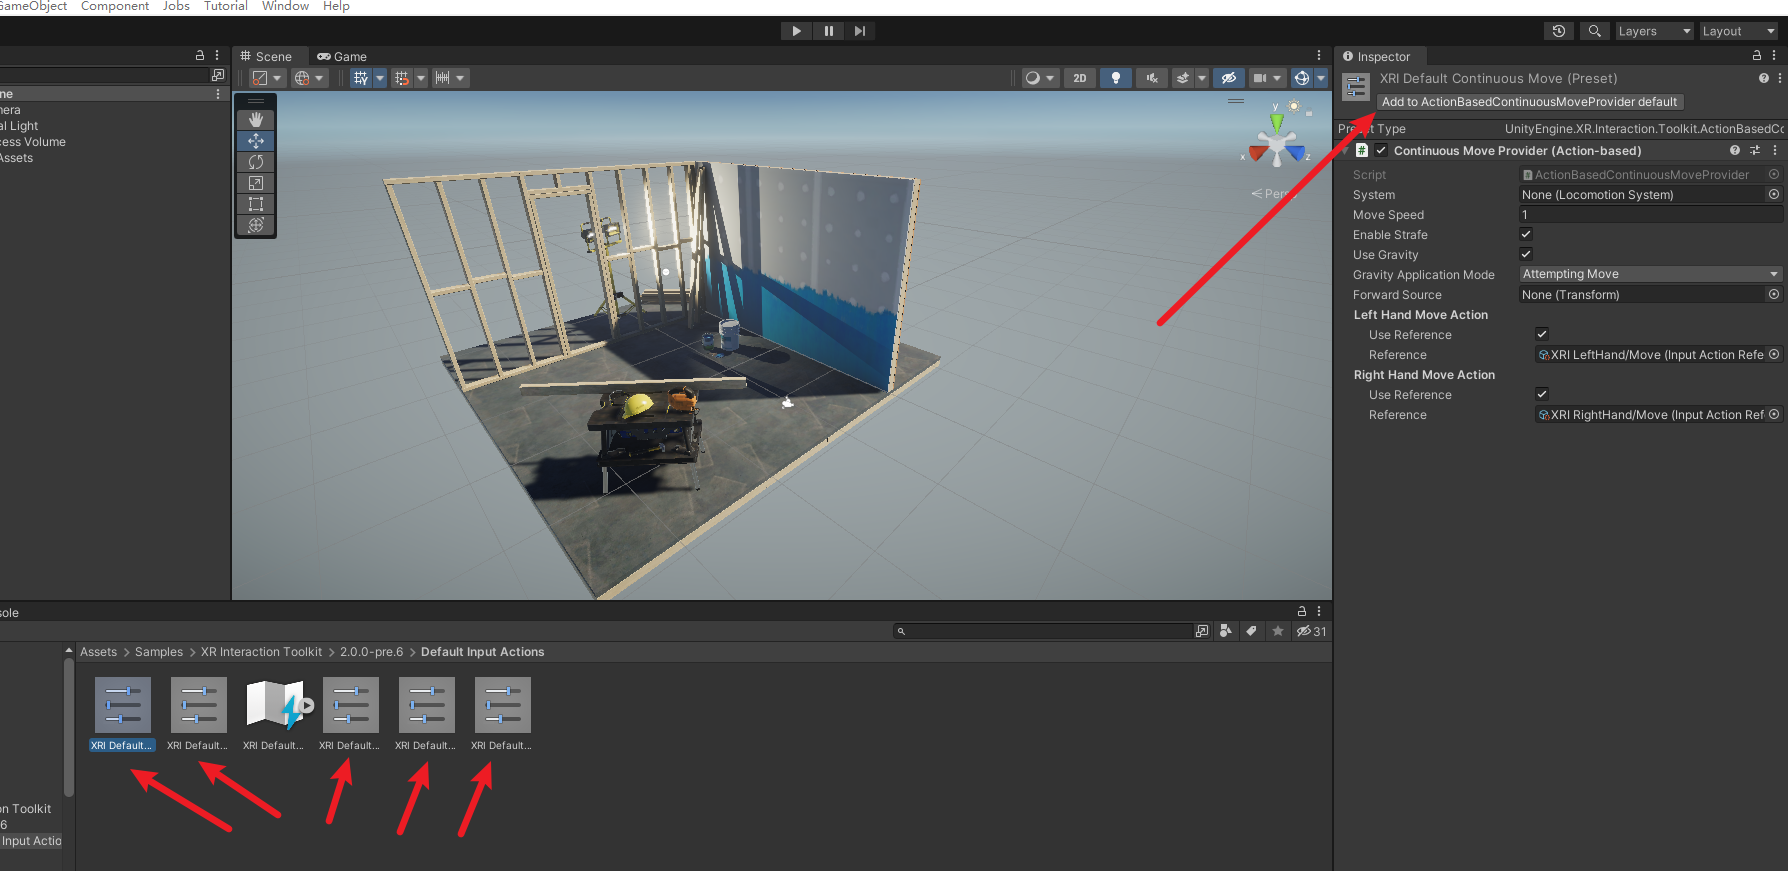 GameObject Component Jobs Tutorial Window Help
Layers Layout
Scene Game
Inspector
2D
XRI Default Continuous Move (Preset)
Add to ActionBasedContinuousMoveProvider default
Type UnityEngine.XR.Interaction.Toolkit.ActionBasedCo
Continuous Move Provider (Action-based)
Script ActionBasedContinuousMoveProvider
System None (Locomotion System)
Move Speed 1
Enable Strafe
Use Gravity
Gravity Application Mode Attempting Move
Forward Source None (Transform)
Left Hand Move Action
Use Reference
Reference XRI LeftHand/Move (Input Action Refe
Right Hand Move Action
Use Reference
Reference XRI RightHand/Move (Input Action Ref
ne
nera
al Light
cess Volume
Assets
y
x
z
Persp
sole
31
Assets > Samples > XR Interaction Toolkit > 2.0.0-pre.6 > Default Input Actions
XRI Default... XRI Default... XRI Default... XRI Default... XRI Default... XRI Default...
on Toolkit
6
Input Actio